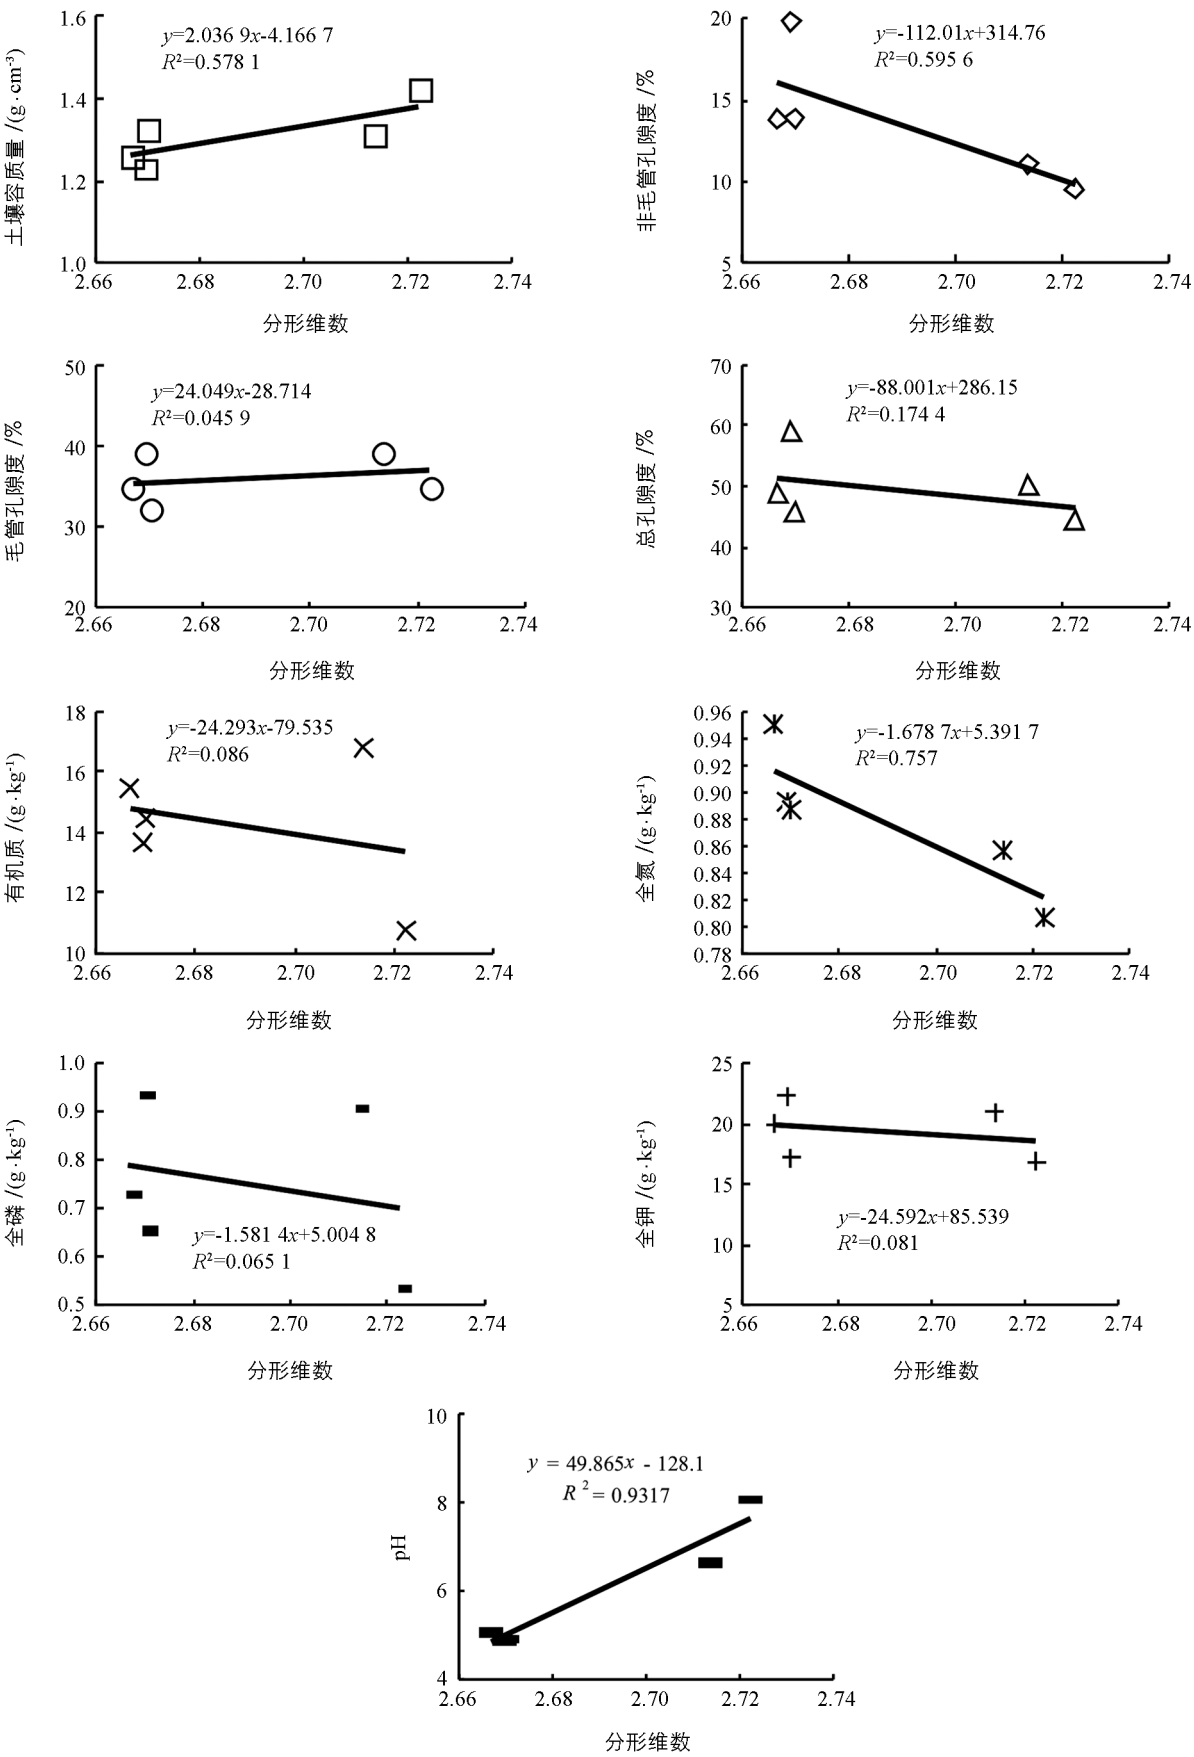 土壤容质量 /(g·cm⁻³)
1.6
1.4
1.2
1.0
y=2.036 9x-4.166 7
R²=0.578 1
2.66 2.68 2.70 2.72 2.74
分形维数
非毛管孔隙度 /%
20
15
10
5
y=-112.01x+314.76
R²=0.595 6
2.66 2.68 2.70 2.72 2.74
分形维数
毛管孔隙度 /%
50
40
30
20
y=24.049x-28.714
R²=0.045 9
2.66 2.68 2.70 2.72 2.74
分形维数
总孔隙度 /%
70
60
50
40
30
y=-88.001x+286.15
R²=0.174 4
2.66 2.68 2.70 2.72 2.74
分形维数
有机质 /(g·kg⁻¹)
18
16
14
12
10
y=-24.293x-79.535
R²=0.086
2.66 2.68 2.70 2.72 2.74
分形维数
全氮 /(g·kg⁻¹)
0.96
0.94
0.92
0.90
0.88
0.86
0.84
0.82
0.80
0.78
y=-1.678 7x+5.391 7
R²=0.757
2.66 2.68 2.70 2.72 2.74
分形维数
全磷 /(g·kg⁻¹)
1.0
0.9
0.8
0.7
0.6
0.5
y=-1.581 4x+5.004 8
R²=0.065 1
2.66 2.68 2.70 2.72 2.74
分形维数
全钾 /(g·kg⁻¹)
25
20
15
10
5
y=-24.592x+85.539
R²=0.081
2.66 2.68 2.70 2.72 2.74
分形维数
pH
10
8
6
4
y = 49.865x - 128.1
R² = 0.9317
2.66 2.68 2.70 2.72 2.74
分形维数